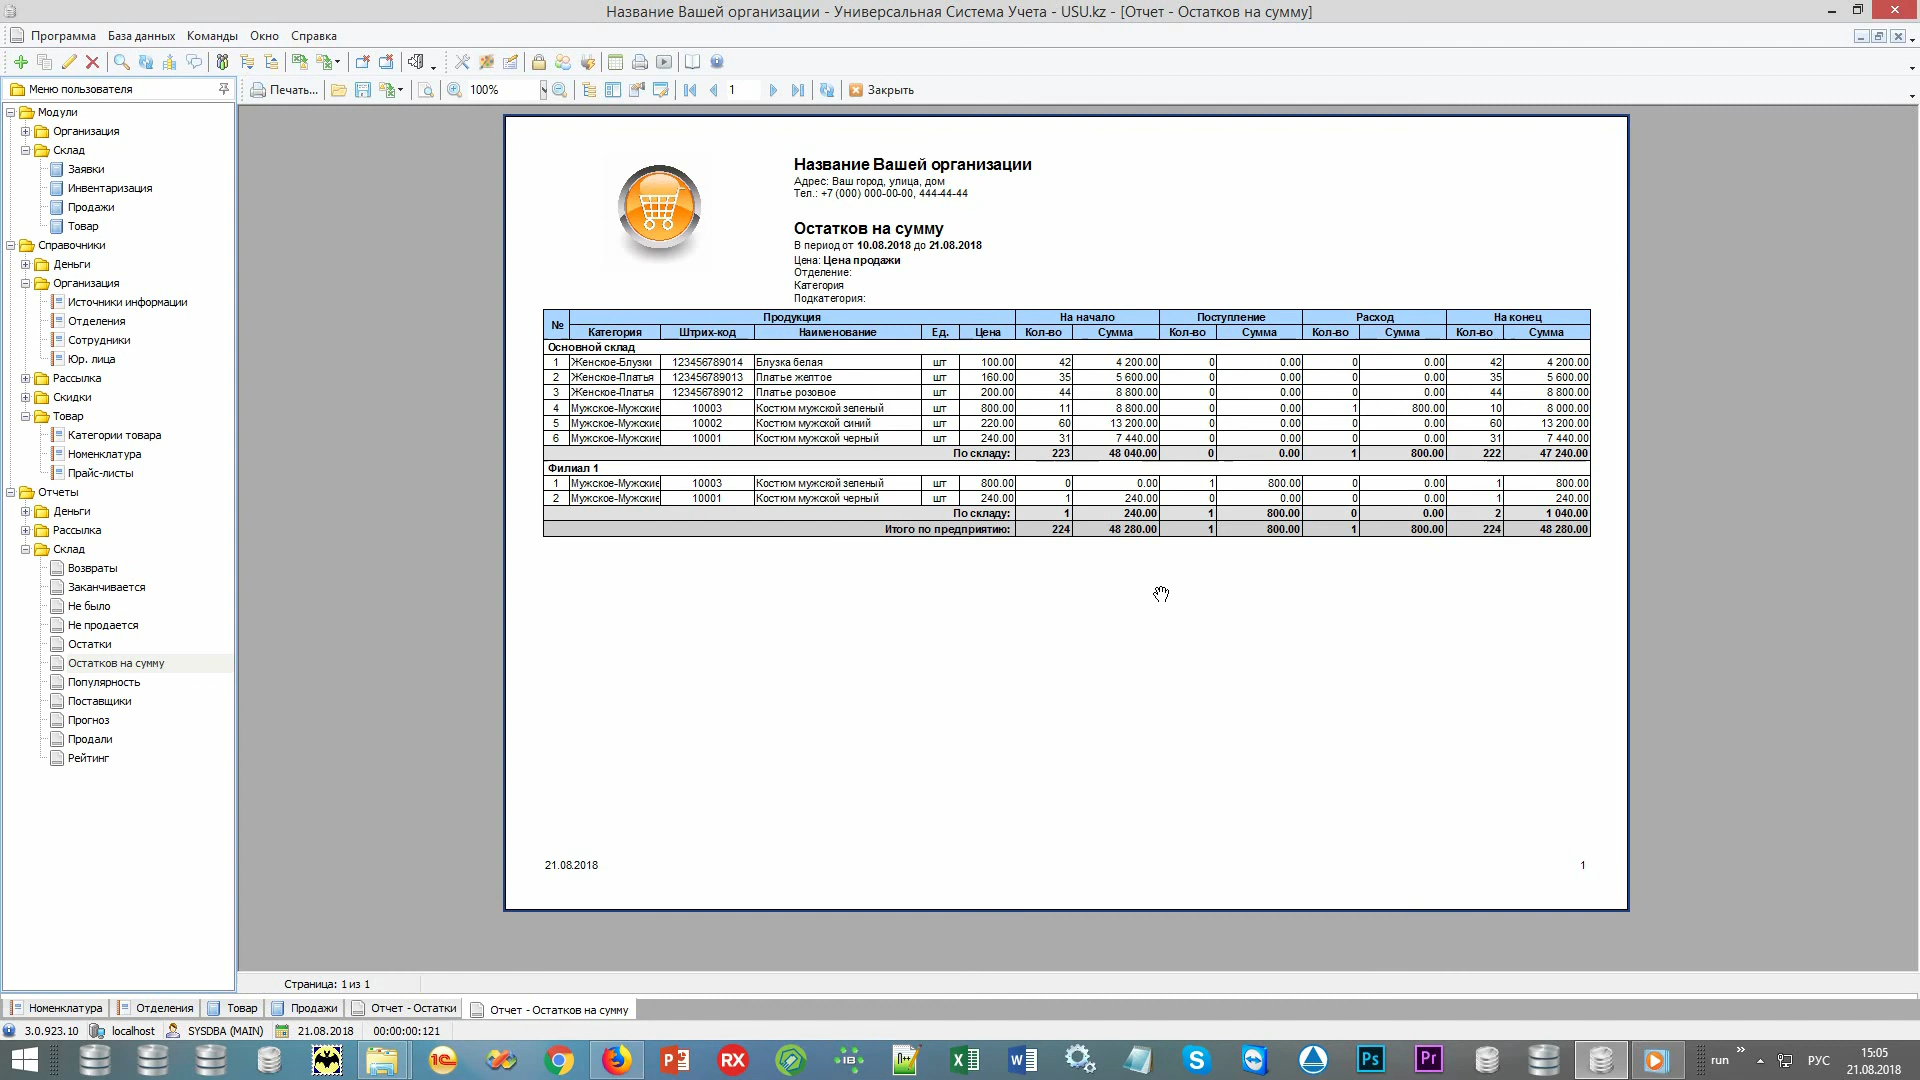 Название Вашей организации - Универсальная Система Учета - USU.kz - [Отчет - Остатков на сумму]
Программа База данных Команды Окно Справка
Меню пользователя
Печать... 100% 1 Закрыть
Модули
Организация
Склад
Заявки
Инвентаризация
Продажи
Товар
Справочники
Деньги
Организация
Источники информации
Отделения
Сотрудники
Юр. лица
Рассылка
Скидки
Товар
Категории товара
Номенклатура
Прайс-листы
Отчеты
Деньги
Рассылка
Склад
Возвраты
Заканчивается
Не было
Не продается
Остатки
Остатков на сумму
Популярность
Поставщики
Прогноз
Продали
Рейтинг
Название Вашей организации
Адрес: Ваш город, улица, дом
Тел.: +7 (000) 000-00-00, 444-44-44
Остатков на сумму
В период от 10.08.2018 до 21.08.2018
Цена: Цена продажи
Отделение:
Категория
Подкатегория:
№ Продукция На начало Поступление Расход На конец
Категория Штрих-код Наименование Ед. Цена Кол-во Сумма Кол-во Сумма Кол-во Сумма Кол-во Сумма
Основной склад
1 Женское-Блузки 123456789014 Блузка белая шт 100.00 42 4 200.00 0 0.00 0 0.00 42 4 200.00
2 Женское-Платья 123456789013 Платье желтое шт 160.00 35 5 600.00 0 0.00 0 0.00 35 5 600.00
3 Женское-Платья 123456789012 Платье розовое шт 200.00 44 8 800.00 0 0.00 0 0.00 44 8 800.00
4 Мужское-Мужские 10003 Костюм мужской зеленый шт 800.00 11 8 800.00 0 0.00 1 800.00 10 8 000.00
5 Мужское-Мужские 10002 Костюм мужской синий шт 220.00 60 13 200.00 0 0.00 0 0.00 60 13 200.00
6 Мужское-Мужские 10001 Костюм мужской черный шт 240.00 31 7 440.00 0 0.00 0 0.00 31 7 440.00
По складу: 223 48 040.00 0 0.00 1 800.00 222 47 240.00
Филиал 1
1 Мужское-Мужские 10003 Костюм мужской зеленый шт 800.00 0 0.00 1 800.00 0 0.00 1 800.00
2 Мужское-Мужские 10001 Костюм мужской черный шт 240.00 1 240.00 0 0.00 0 0.00 1 240.00
По складу: 1 240.00 1 800.00 0 0.00 2 1 040.00
Итого по предприятию: 224 48 280.00 1 800.00 1 800.00 224 48 280.00
21.08.2018 1
Страница: 1 из 1
Номенклатура Отделения Товар Продажи Отчет - Остатки Отчет - Остатков на сумму
3.0.923.10 localhost SYSDBA (MAIN) 21.08.2018 00:00:00:121
1С P RX IB X W S Ps Pr run РУС 15:05
21.08.2018